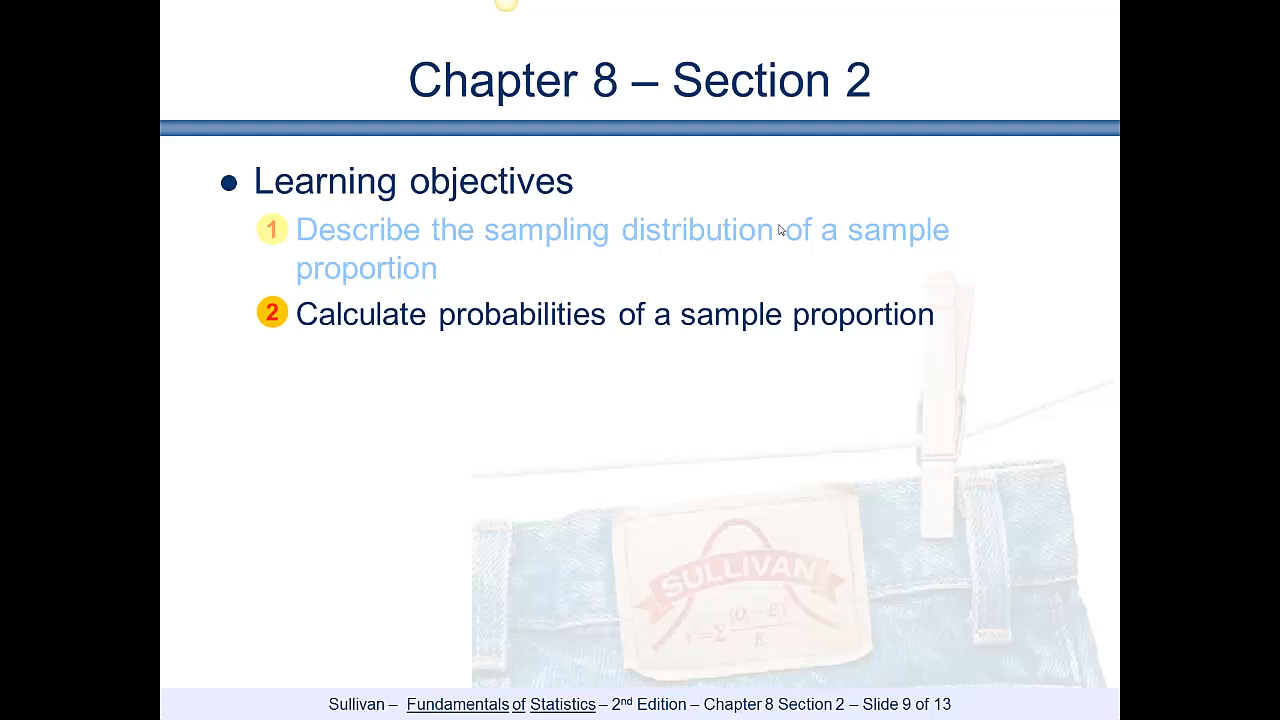 Chapter 8 – Section 2
Learning objectives
1 Describe the sampling distribution of a sample
proportion
2 Calculate probabilities of a sample proportion
SULLIVAN
Sullivan – Fundamentals of Statistics – 2nd Edition – Chapter 8 Section 2 – Slide 9 of 13